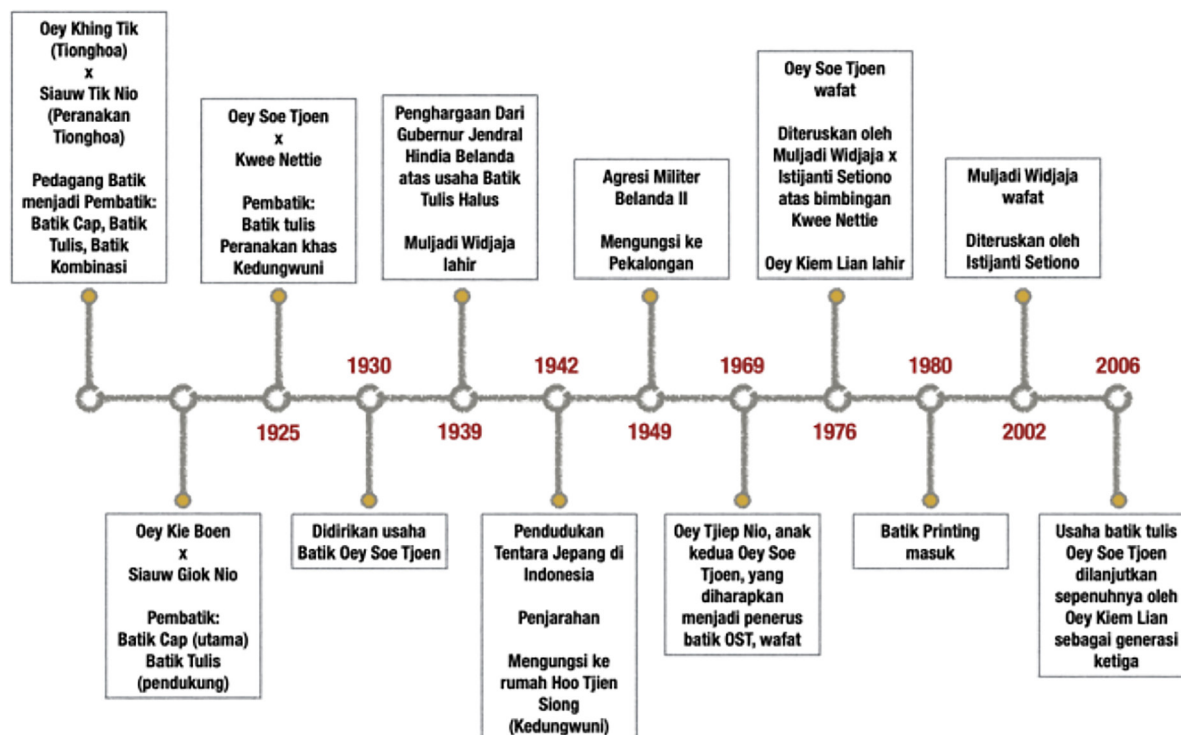 Oey Khing Tik
(Tionghoa)
x
Siauw Tik Nio
(Peranakan
Tionghoa)
Pedagang Batik
menjadi Pembatik:
Batik Cap, Batik
Tulis, Batik
Kombinasi
Oey Kie Boen
x
Siauw Giok Nio
Pembatik:
Batik Cap (utama)
Batik Tulis
(pendukung)
Oey Soe Tjoen
x
Kwee Nettie
Pembatik:
Batik tulis
Peranakan khas
Kedungwuni
1925
1930
Didirikan usaha
Batik Oey Soe Tjoen
Penghargaan Dari
Gubernur Jendral
Hindia Belanda
atas usaha Batik
Tulis Halus
Muljadi Widjaja
lahir
1939
1942
Pendudukan
Tentara Jepang di
Indonesia
Penjarahan
Mengungsi ke
rumah Hoo Tjien
Siong
(Kedungwuni)
Agresi Militer
Belanda II
Mengungsi ke
Pekalongan
1949
1969
Oey Tjiep Nio, anak
kedua Oey Soe
Tjoen, yang
diharapkan
menjadi penerus
batik OST, wafat
Oey Soe Tjoen
wafat
Diteruskan oleh
Muljadi Widjaja x
Istijanti Setiono
atas bimbingan
Kwee Nettie
Oey Kiem Lian lahir
1976
1980
Batik Printing
masuk
Muljadi Widjaja
wafat
Diteruskan oleh
Istijanti Setiono
2002
2006
Usaha batik tulis
Oey Soe Tjoen
dilanjutkan
sepenuhnya oleh
Oey Kiem Lian
sebagai generasi
ketiga